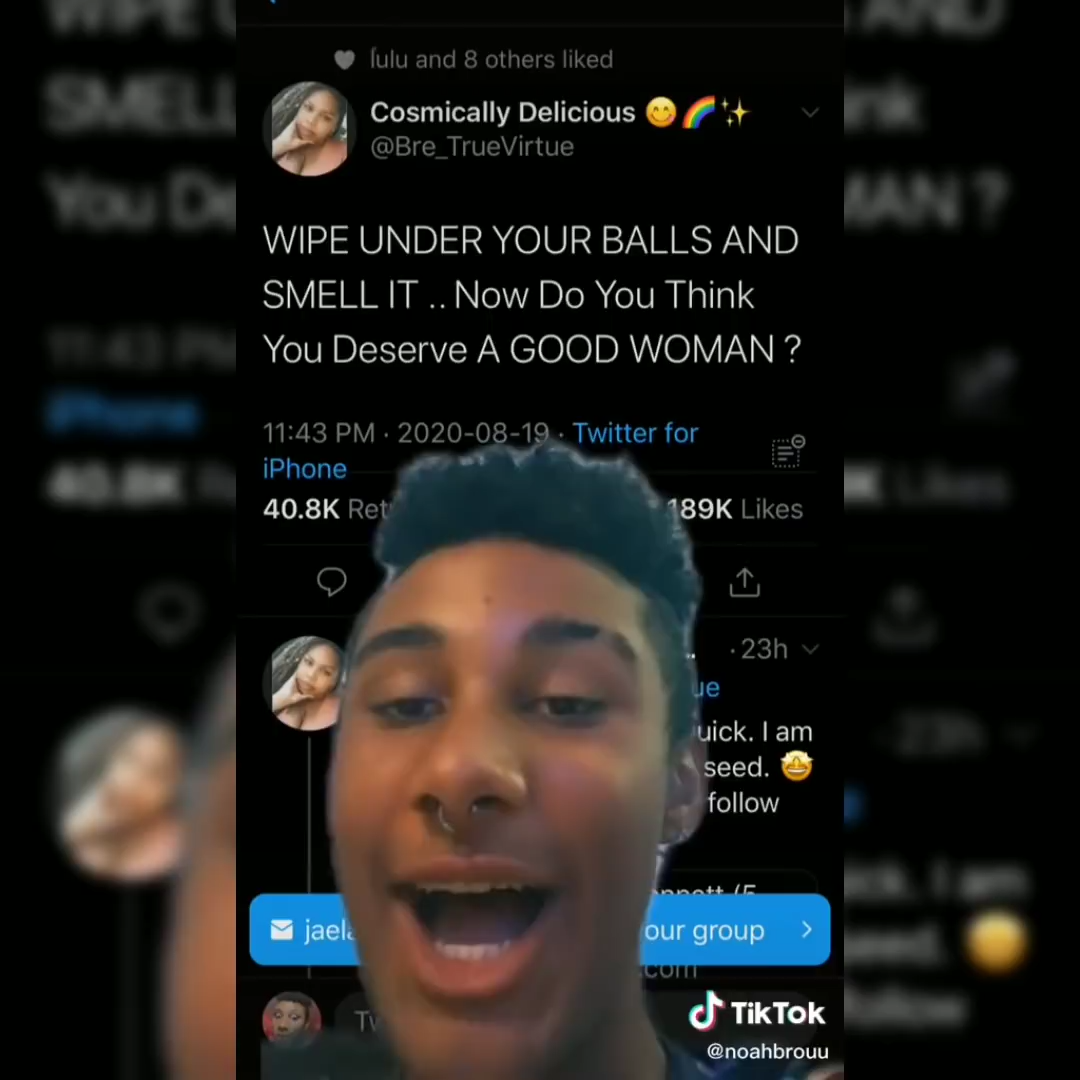 lulu and 8 others liked
Cosmically Delicious 😋🌈✨
@Bre_TrueVirtue
WIPE UNDER YOUR BALLS AND
SMELL IT .. Now Do You Think
You Deserve A GOOD WOMAN ?
11:43 PM · 2020-08-19 · Twitter for
iPhone
40.8K
189K Likes
· 23h
I am
seed. 🤩
follow
our group
.com
TikTok
@noahbrouu